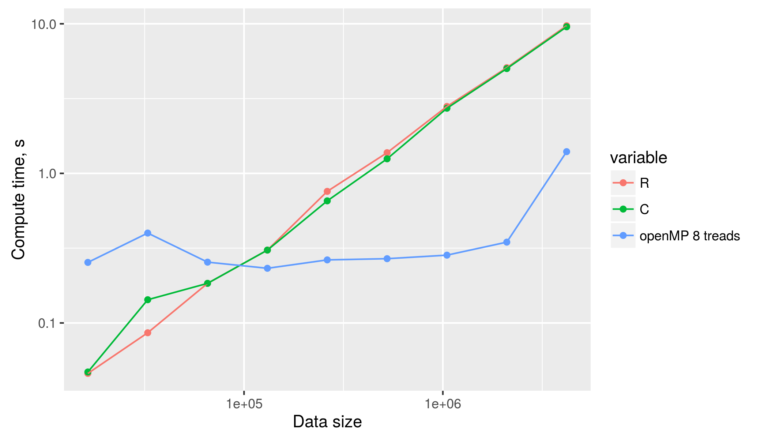 10.0
1.0
0.1
Compute time, s
1e+05
1e+06
Data size
variable
R
C
openMP 8 treads